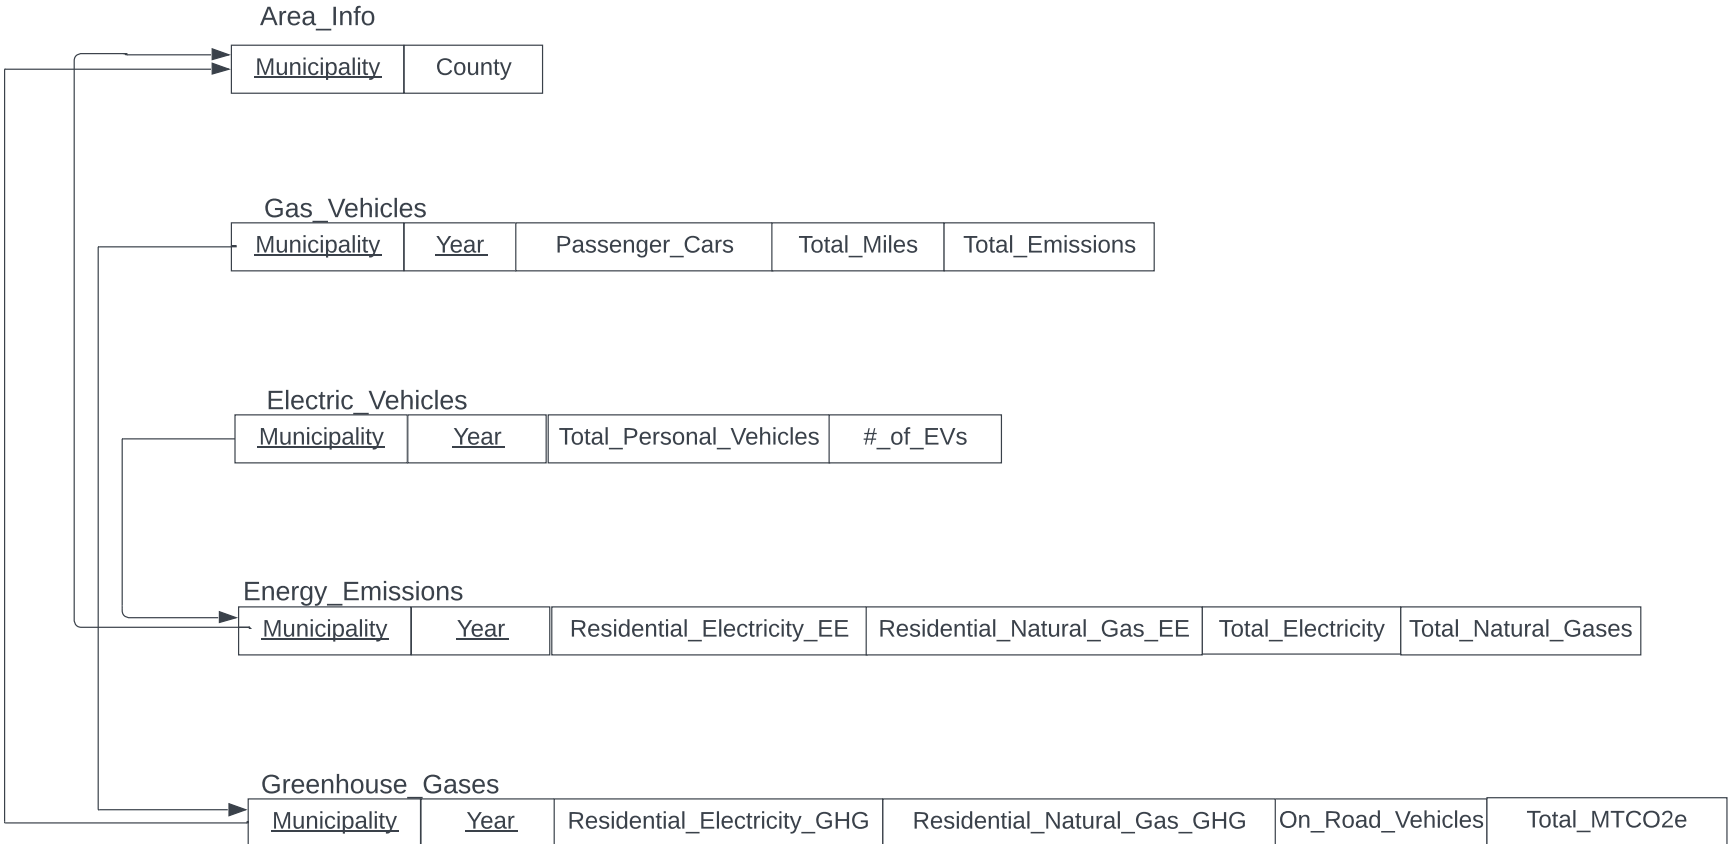 Area_Info
Municipality County
Gas_Vehicles
Municipality Year Passenger_Cars Total_Miles Total_Emissions
Electric_Vehicles
Municipality Year Total_Personal_Vehicles #_of_EVs
Energy_Emissions
Municipality Year Residential_Electricity_EE Residential_Natural_Gas_EE Total_Electricity Total_Natural_Gases
Greenhouse_Gases
Municipality Year Residential_Electricity_GHG Residential_Natural_Gas_GHG On_Road_Vehicles Total_MTCO2e